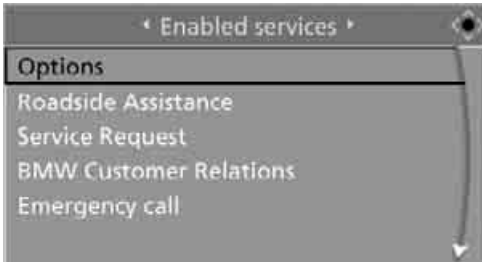 Enabled services
Options
Roadside Assistance
Service Request
BMW Customer Relations
Emergency call